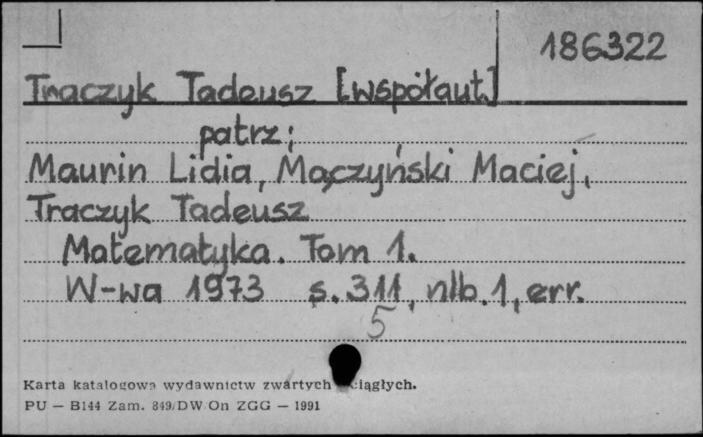 186322
Traczyk Tadeusz [współaut.]
patrz:
Maurin Lidia, Mączyński Maciej,
Traczyk Tadeusz
Matematyka. Tom 1.
W-wa 1973 s. 311, nlb. 1, err.
5
Karta katalogowa wydawnictw zwartych ciągłych.
PU — B144 Zam. 849/DW/On ZGG — 1991